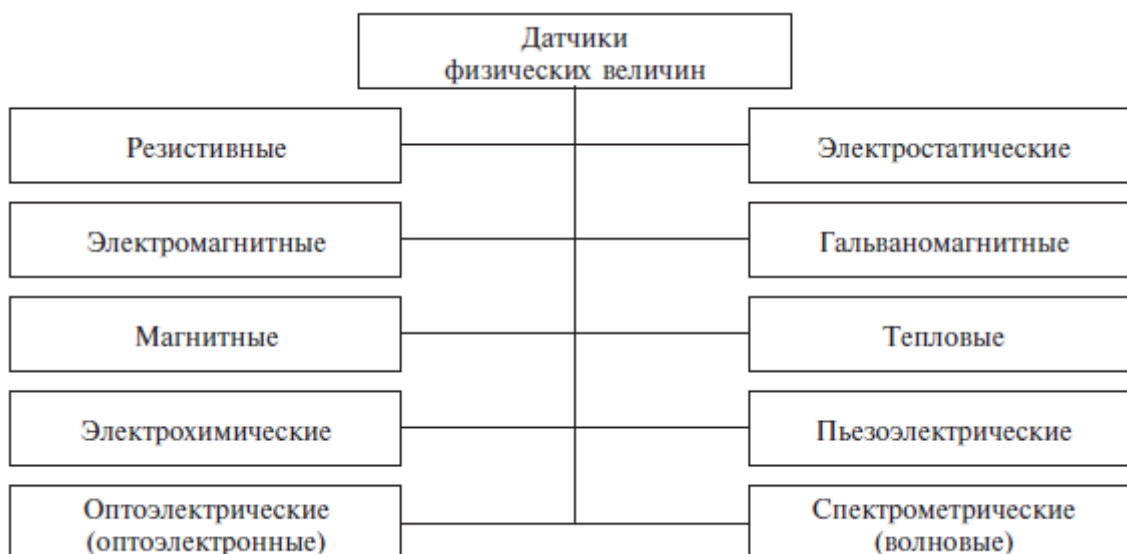 Датчики
физических величин
Резистивные
Электростатические
Электромагнитные
Гальваномагнитные
Магнитные
Тепловые
Электрохимические
Пьезоэлектрические
Оптоэлектрические
(оптоэлектронные)
Спектрометрические
(волновые)